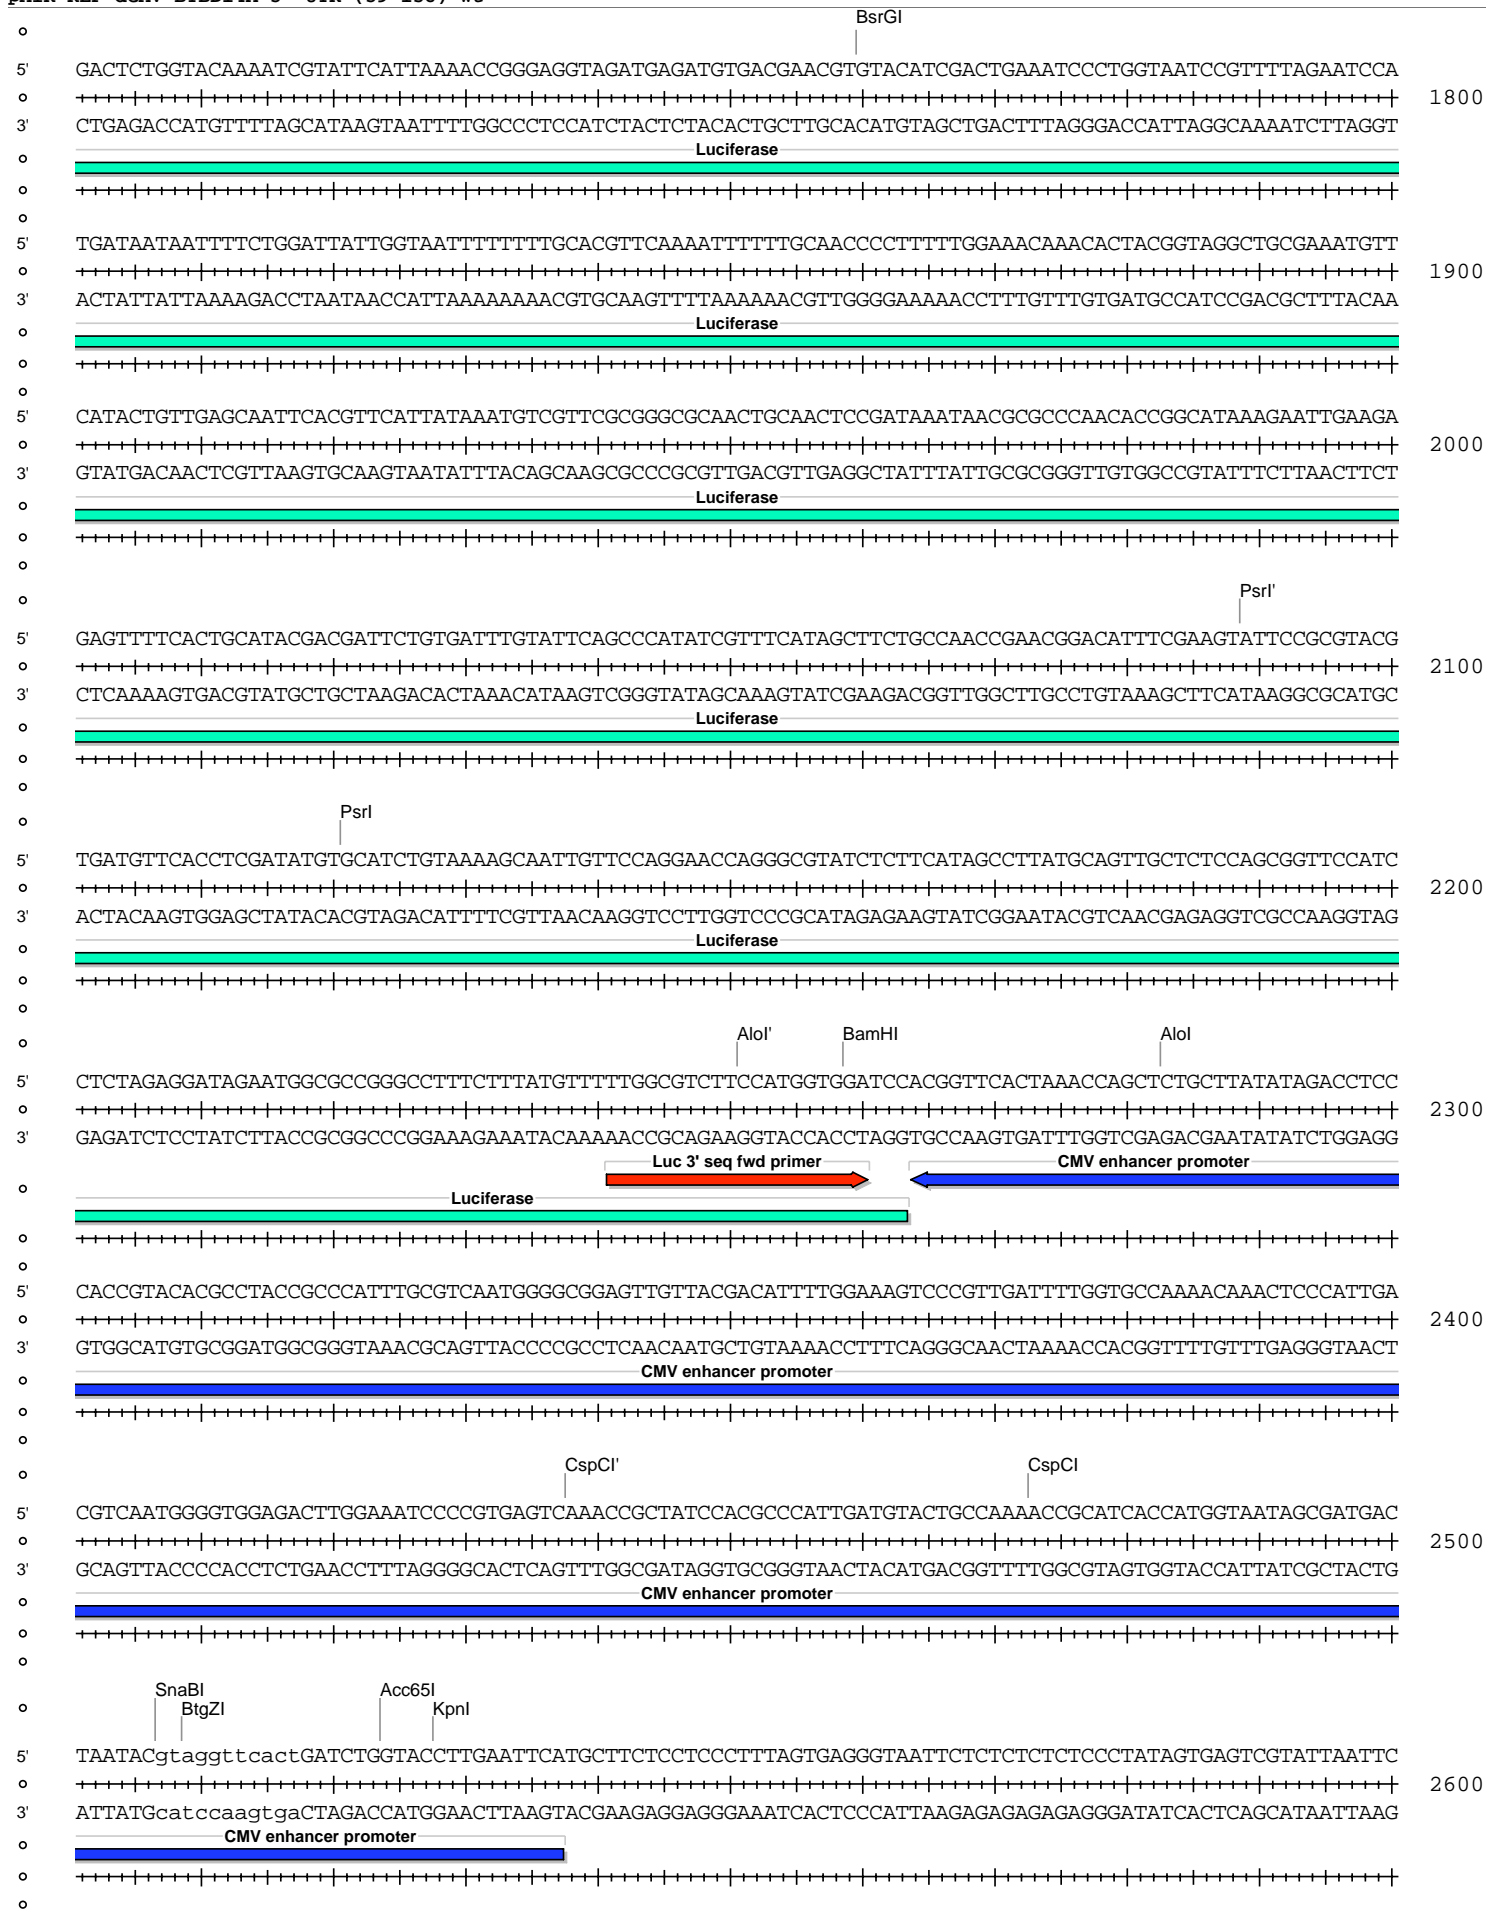 BsrGI
5' GACTCTGGTACAAAATCGTATTCATTAAAACCGGGAGGTAGATGAGATGTGACGAACGTGTACATCGACTGAAATCCCTGGTAATCCGTTTTAGAATCCA
1800
3' CTGAGACCATGTTTTAGCATAAGTAATTTTGGCCCTCCATCTACTCTACACTGCTTGCACATGTAGCTGACTTTAGGGACCATTAGGCAAAATCTTAGGT
Luciferase
5' TGATAATAATTTTCTGGATTATTGGTAATTTTTTTTGCACGTTCAAAATTTTTTGCAACCCCTTTTTGGAAACAAACACTACGGTAGGCTGCGAAATGTT
1900
3' ACTATTATTAAAAGACCTAATAACCATTAAAAAAAACGTGCAAGTTTTAAAAAACGTTGGGGAAAAACCTTTGTTTGTGATGCCATCCGACGCTTTACAA
Luciferase
5' CATACTGTTGAGCAATTCACGTTCATTATAAATGTCGTTCGCGGGCGCAACTGCAACTCCGATAAATAACGCGCCCAACACCGGCATAAAGAATTGAAGA
2000
3' GTATGACAACTCGTTAAGTGCAAGTAATATTTACAGCAAGCGCCCGCGTTGACGTTGAGGCTATTTATTGCGCGGGTTGTGGCCGTATTTCTTAACTTCT
Luciferase
PsrI'
5' GAGTTTTCACTGCATACGACGATTCTGTGATTTGTATTCAGCCCATATCGTTTCATAGCTTCTGCCAACCGAACGGACATTTCGAAGTATTCCGCGTACG
2100
3' CTCAAAAGTGACGTATGCTGCTAAGACACTAAACATAAGTCGGGTATAGCAAAGTATCGAAGACGGTTGGCTTGCCTGTAAAGCTTCATAAGGCGCATGC
Luciferase
PsrI
5' TGATGTTCACCTCGATATGTGCATCTGTAAAAGCAATTGTTCCAGGAACCAGGGCGTATCTCTTCATAGCCTTATGCAGTTGCTCTCCAGCGGTTCCATC
2200
3' ACTACAAGTGGAGCTATACACGTAGACATTTTCGTTAACAAGGTCCTTGGTCCCGCATAGAGAAGTATCGGAATACGTCAACGAGAGGTCGCCAAGGTAG
Luciferase
AloI' BamHI AloI
5' CTCTAGAGGATAGAATGGCGCCGGGCCTTTCTTTATGTTTTTGGCGTCTTCCATGGTGGATCCACGGTTCACTAAACCAGCTCTGCTTATATAGACCTCC
2300
3' GAGATCTCCTATCTTACCGCGGCCCGGAAAGAAATACAAAAACCGCAGAAGGTACCACCTAGGTGCCAAGTGATTTGGTCGAGACGAATATATCTGGAGG
Luc 3' seq fwd primer CMV enhancer promoter
Luciferase
5' CACCGTACACGCCTACCGCCCATTTGCGTCAATGGGGCGGAGTTGTTACGACATTTTGGAAAGTCCCGTTGATTTTGGTGCCAAAACAAACTCCCATTGA
2400
3' GTGGCATGTGCGGATGGCGGGTAAACGCAGTTACCCCGCCTCAACAATGCTGTAAAACCTTTCAGGGCAACTAAAACCACGGTTTTGTTTGAGGGTAACT
CMV enhancer promoter
CspCI' CspCI
5' CGTCAATGGGGTGGAGACTTGGAAATCCCCGTGAGTCAAACCGCTATCCACGCCCATTGATGTACTGCCAAAACCGCATCACCATGGTAATAGCGATGAC
2500
3' GCAGTTACCCCACCTCTGAACCTTTAGGGGCACTCAGTTTGGCGATAGGTGCGGGTAACTACATGACGGTTTTGGCGTAGTGGTACCATTATCGCTACTG
CMV enhancer promoter
SnaBI Acc65I
BtgZI KpnI
5' TAATACgtaggttcactGATCTGGTACCTTGAATTCATGCTTCTCCTCCCTTTAGTGAGGGTAATTCTCTCTCTCTCCCTATAGTGAGTCGTATTAATTC
2600
3' ATTATGcatccaagtgaCTAGACCATGGAACTTAAGTACGAAGAGGAGGGAAATCACTCCCATTAAGAGAGAGAGAGGGATATCACTCAGCATAATTAAG
CMV enhancer promoter